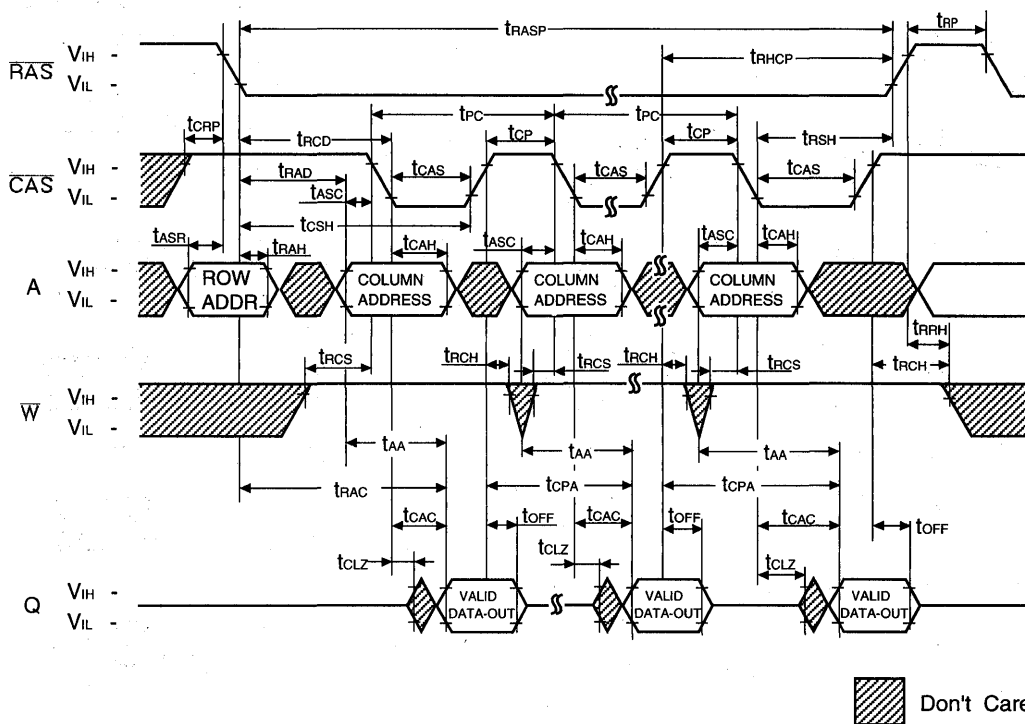 tRASP
tRP
VIH -
RAS
VIL -
tRHCP
tPC
tPC
tCRP
tRCD
tCP
tCP
tRSH
VIH -
CAS
VIL -
tRAD
tCAS
tCAS
tCAS
tASC
tCSH
tASR
tRAH
tCAH
tASC
tCAH
tASC
tCAH
VIH -
A
VIL -
ROW
ADDR
COLUMN
ADDRESS
COLUMN
ADDRESS
COLUMN
ADDRESS
tRRH
tRCS
tRCH
tRCS
tRCH
tRCS
tRCH
VIH -
W
VIL -
tAA
tAA
tAA
tRAC
tCPA
tCPA
tCAC
tOFF
tCAC
tOFF
tCAC
tOFF
tCLZ
tCLZ
tCLZ
VIH -
Q
VIL -
VALID
DATA-OUT
VALID
DATA-OUT
VALID
DATA-OUT
Don't Care